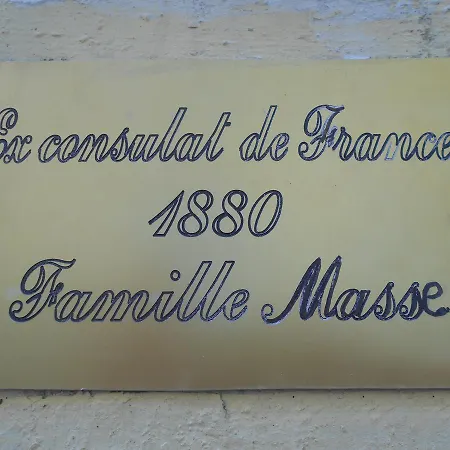 Ex consulat de France
1880
Famille Masse